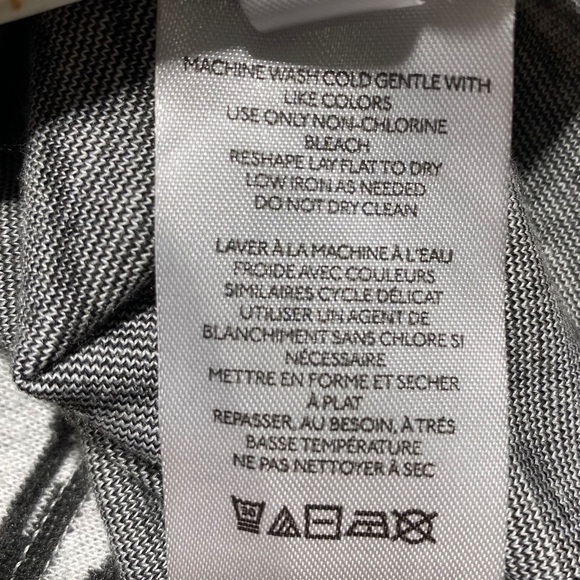 MACHINE WASH COLD GENTLE WITH
LIKE COLORS
USE ONLY NON-CHLORINE
BLEACH
RESHAPE LAY FLAT TO DRY
LOW IRON AS NEEDED
DO NOT DRY CLEAN
LAVER À LA MACHINE À L'EAU
FROIDE AVEC COULEURS
SIMILAIRES CYCLE DÉLICAT
UTILISER UN AGENT DE
BLANCHIMENT SANS CHLORE SI
NÉCESSAIRE
METTRE EN FORME ET SECHER
À PLAT
REPASSER, AU BESOIN, À TRÉS
BASSE TEMPÉRATURE
NE PAS NETTOYER À SEC
30